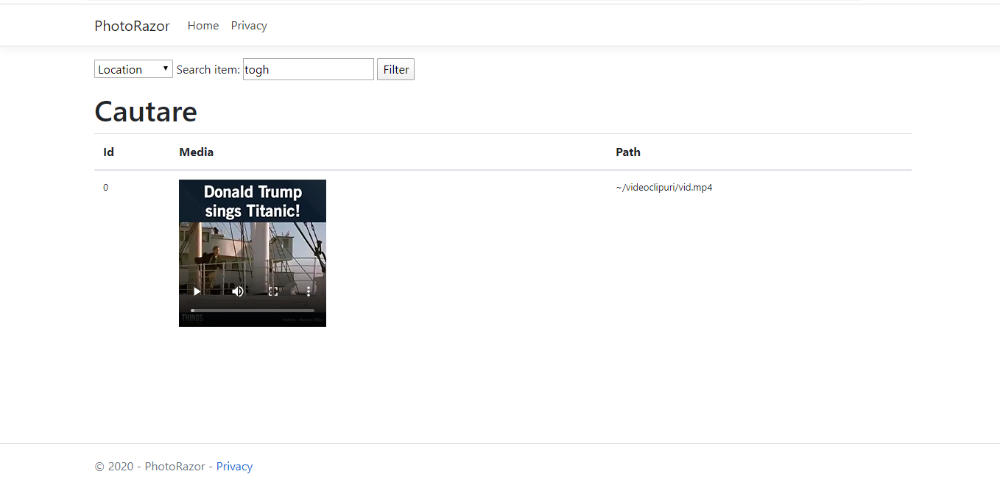 PhotoRazor Home Privacy
Location Search item: togh Filter
Cautare
Id Media Path
0 ~/videoclipuri/vid.mp4
Donald Trump
sings Titanic!
THINGS
© 2020 - PhotoRazor - Privacy